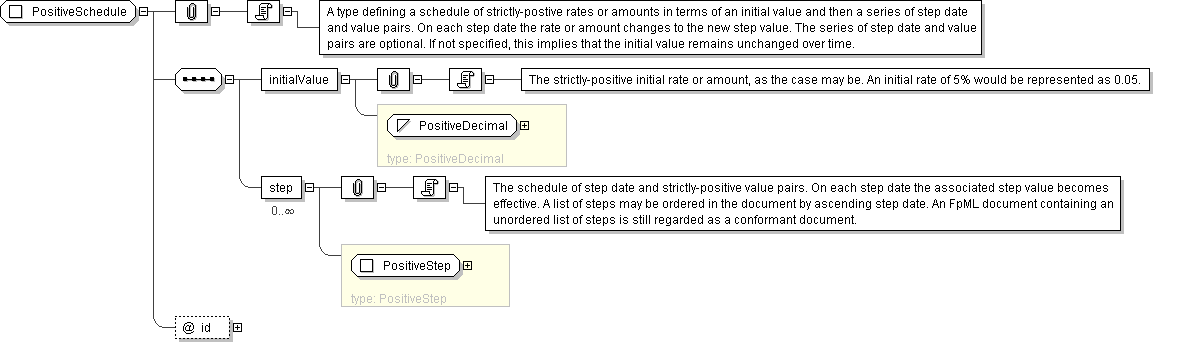 PositiveSchedule
A type defining a schedule of strictly-postive rates or amounts in terms of an initial value and then a series of step date
and value pairs. On each step date the rate or amount changes to the new step value. The series of step date and value
pairs are optional. If not specified, this implies that the initial value remains unchanged over time.
initialValue
The strictly-positive initial rate or amount, as the case may be. An initial rate of 5% would be represented as 0.05.
PositiveDecimal
type: PositiveDecimal
step
0..∞
The schedule of step date and strictly-positive value pairs. On each step date the associated step value becomes
effective. A list of steps may be ordered in the document by ascending step date. An FpML document containing an
unordered list of steps is still regarded as a conformant document.
PositiveStep
type: PositiveStep
@ id